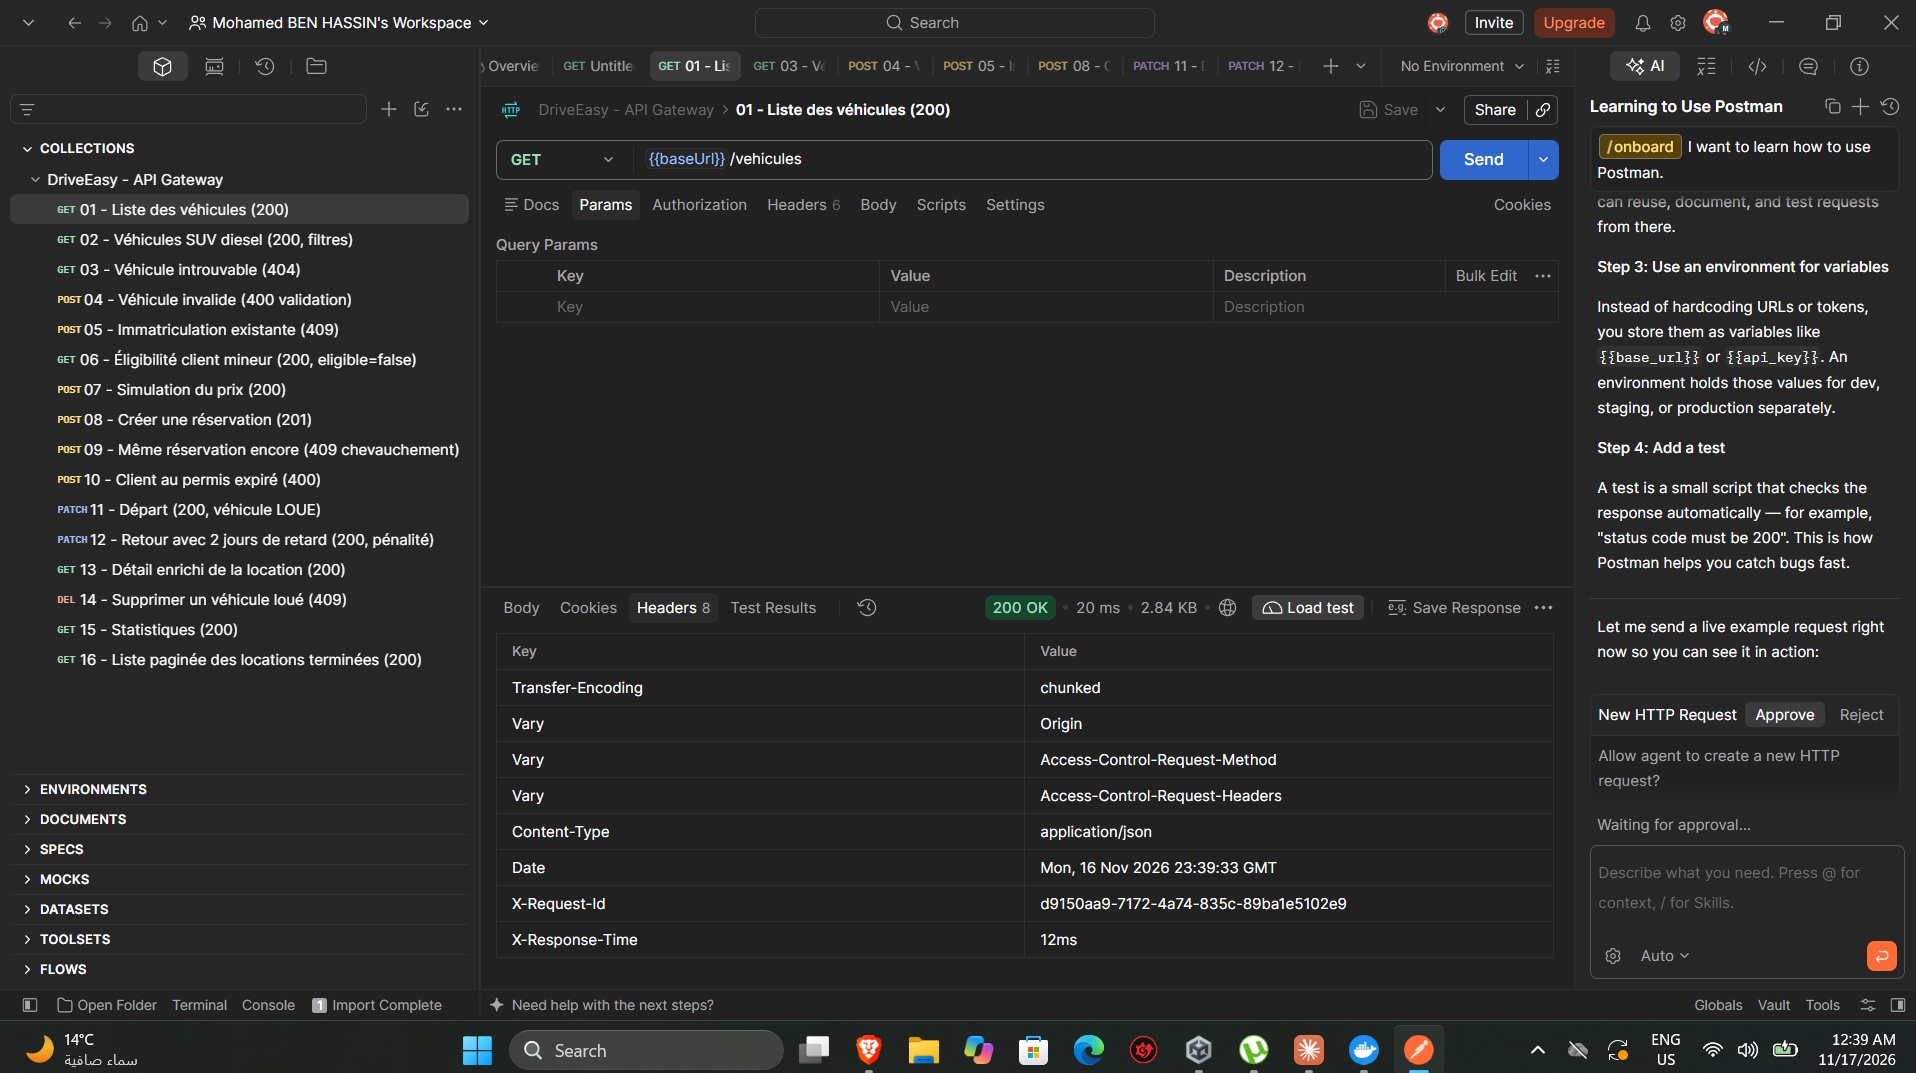 Mohamed BEN HASSIN's Workspace
Search
Invite
Upgrade
Overvie
GET Untitle
GET 01 - Lis
GET 03 - Vé
POST 04 - V
POST 05 - I
POST 08 - C
PATCH 11 - D
PATCH 12 -
No Environment
AI
COLLECTIONS
DriveEasy - API Gateway
GET 01 - Liste des véhicules (200)
GET 02 - Véhicules SUV diesel (200, filtres)
GET 03 - Véhicule introuvable (404)
POST 04 - Véhicule invalide (400 validation)
POST 05 - Immatriculation existante (409)
GET 06 - Éligibilité client mineur (200, eligible=false)
POST 07 - Simulation du prix (200)
POST 08 - Créer une réservation (201)
POST 09 - Même réservation encore (409 chevauchement)
POST 10 - Client au permis expiré (400)
PATCH 11 - Départ (200, véhicule LOUE)
PATCH 12 - Retour avec 2 jours de retard (200, pénalité)
GET 13 - Détail enrichi de la location (200)
DEL 14 - Supprimer un véhicule loué (409)
GET 15 - Statistiques (200)
GET 16 - Liste paginée des locations terminées (200)
ENVIRONMENTS
DOCUMENTS
SPECS
MOCKS
DATASETS
TOOLSETS
FLOWS
HTTP DriveEasy - API Gateway > 01 - Liste des véhicules (200)
Save
Share
GET {{baseUrl}} /vehicules
Send
Docs Params Authorization Headers 6 Body Scripts Settings Cookies
Query Params
Key Value Description Bulk Edit
Key Value Description
Body Cookies Headers 8 Test Results
200 OK • 20 ms • 2.84 KB
Load test
e.g. Save Response
Key Value
Transfer-Encoding chunked
Vary Origin
Vary Access-Control-Request-Method
Vary Access-Control-Request-Headers
Content-Type application/json
Date Mon, 16 Nov 2026 23:39:33 GMT
X-Request-Id d9150aa9-7172-4a74-835c-89ba1e5102e9
X-Response-Time 12ms
Learning to Use Postman
/onboard I want to learn how to use
Postman.
can reuse, document, and test requests
from there.
Step 3: Use an environment for variables
Instead of hardcoding URLs or tokens,
you store them as variables like
{{base_url}} or {{api_key}}. An
environment holds those values for dev,
staging, or production separately.
Step 4: Add a test
A test is a small script that checks the
response automatically — for example,
"status code must be 200". This is how
Postman helps you catch bugs fast.
Let me send a live example request right
now so you can see it in action:
New HTTP Request Approve Reject
Allow agent to create a new HTTP
request?
Waiting for approval...
Describe what you need. Press @ for
context, / for Skills.
Auto
Open Folder Terminal Console 1 Import Complete
Need help with the next steps?
Globals Vault Tools
14°C
سماء صافية
Search
ENG
US
12:39 AM
11/17/2026